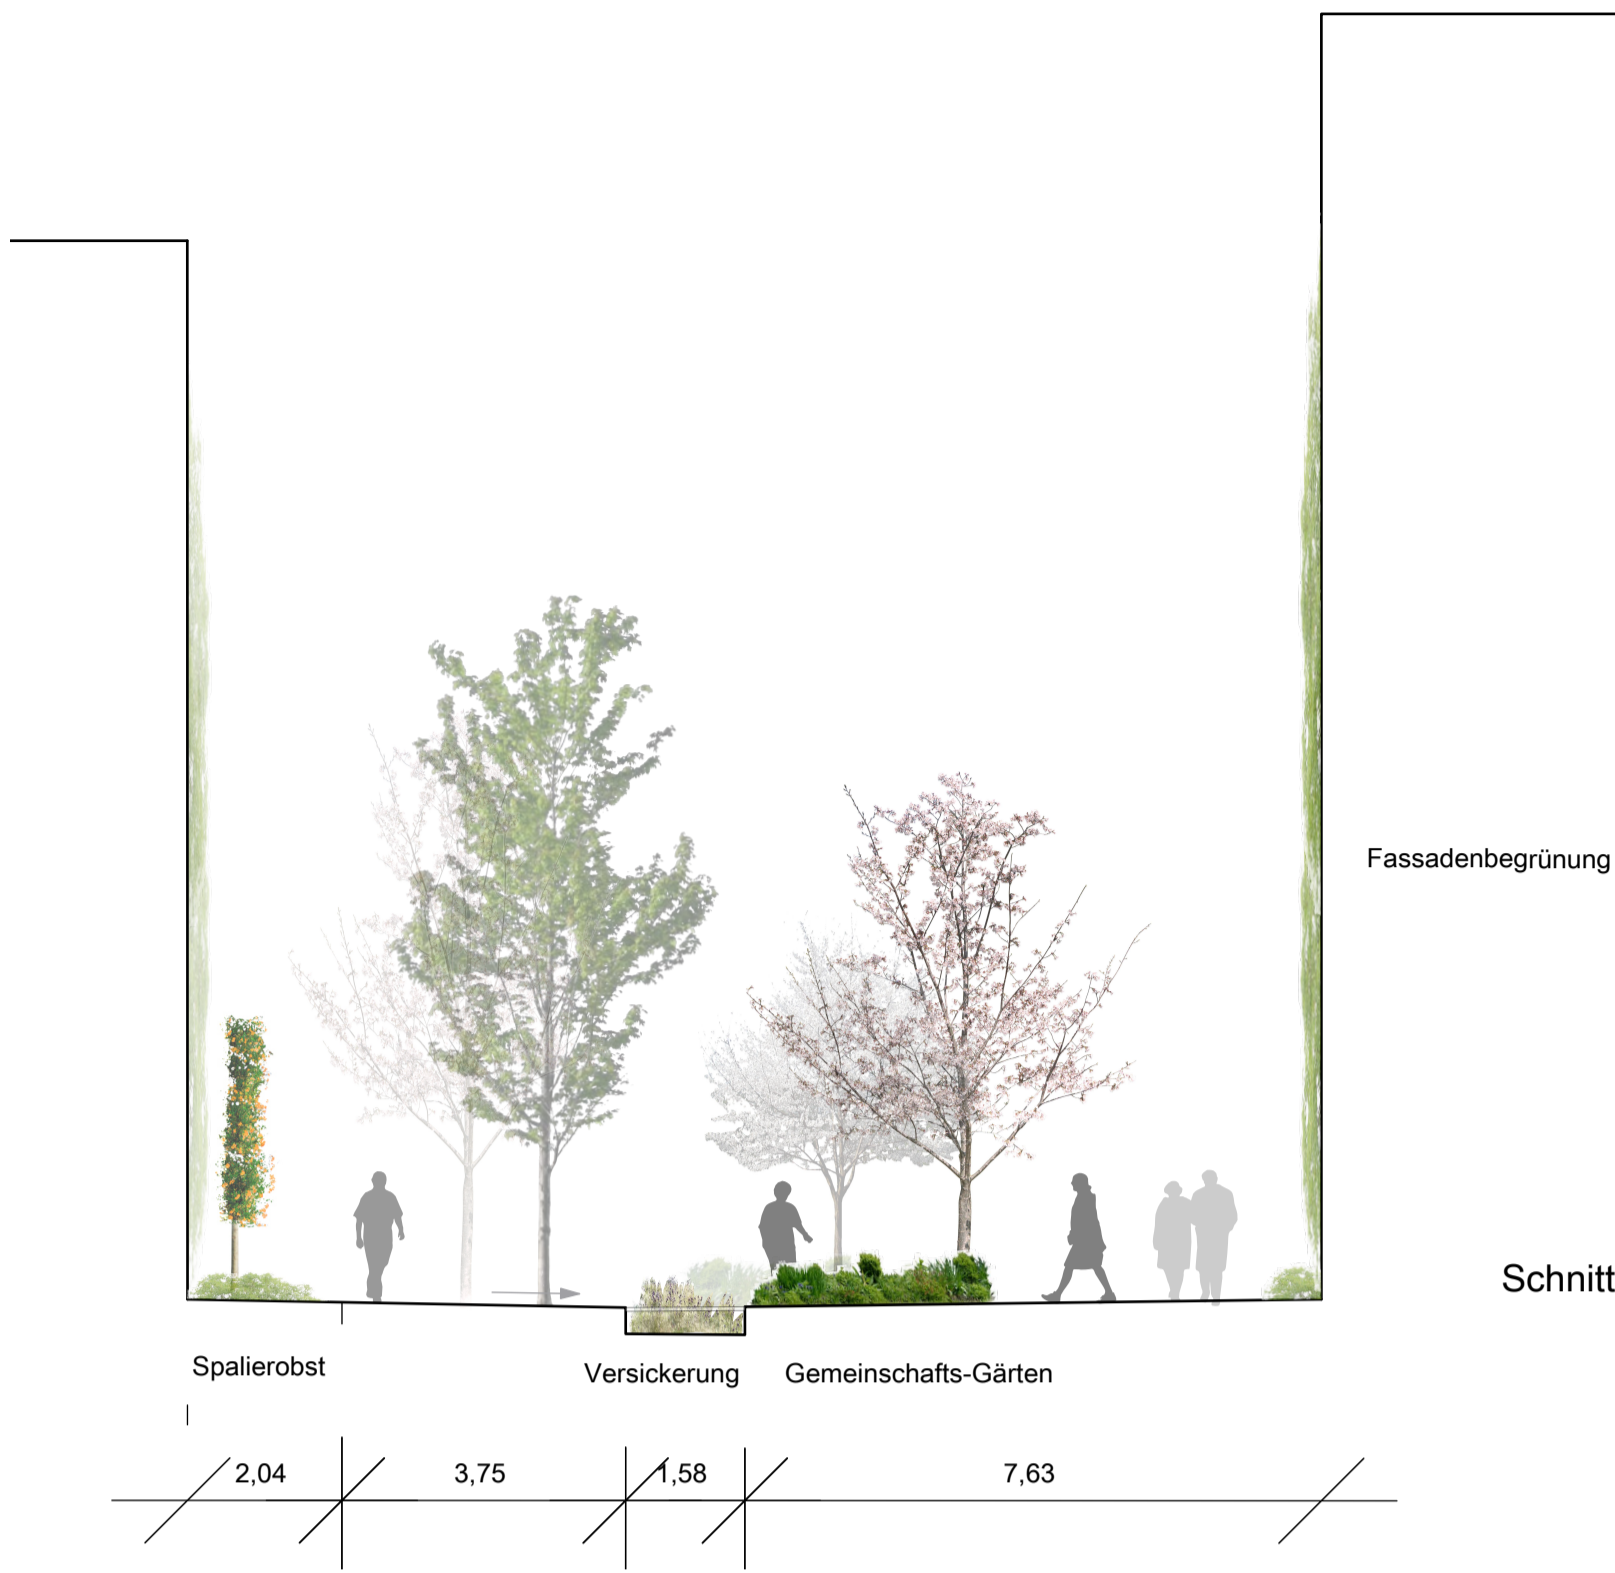 Fassadenbegrünung
Schnitt
Spalierobst
Versickerung
Gemeinschafts-Gärten
2,04
3,75
1,58
7,63